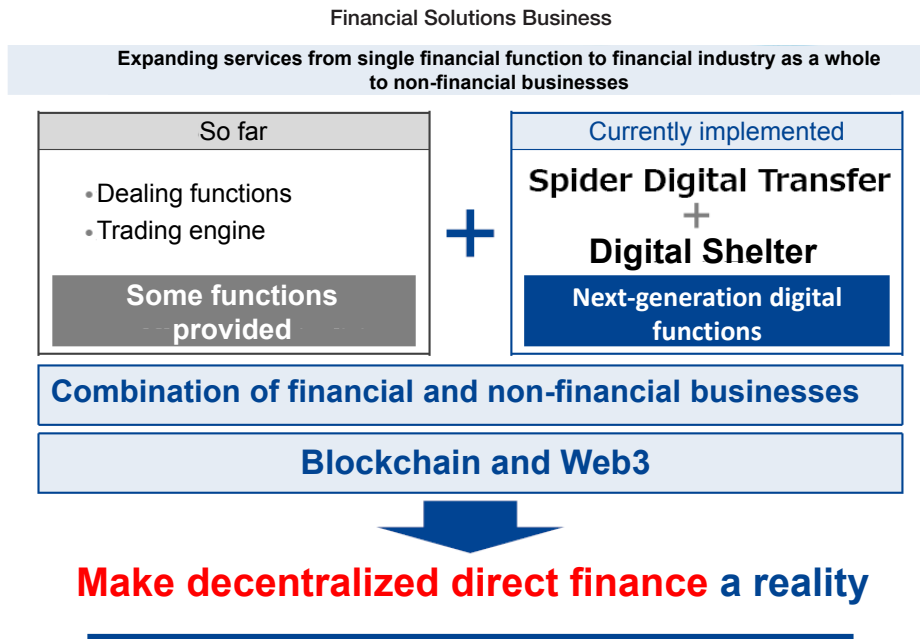 Financial Solutions Business
Expanding services from single financial function to financial industry as a whole
to non-financial businesses
So far
• Dealing functions
• Trading engine
Some functions
provided
+
Currently implemented
Spider Digital Transfer
+
Digital Shelter
Next-generation digital
functions
Combination of financial and non-financial businesses
Blockchain and Web3
Make decentralized direct finance a reality